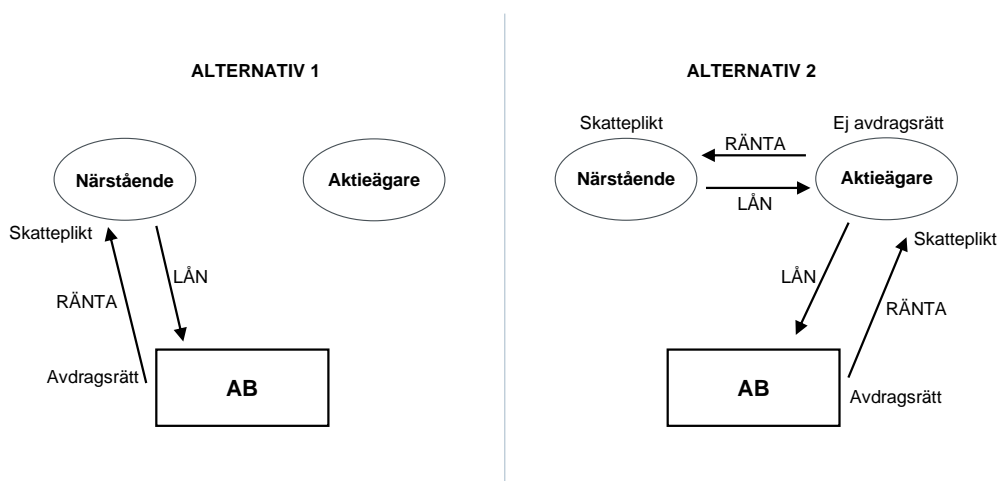 ALTERNATIV 1
Närstående
Aktieägare
Skatteplikt
LÅN
RÄNTA
Avdragsrätt
AB
ALTERNATIV 2
Skatteplikt
Ej avdragsrätt
RÄNTA
Närstående
Aktieägare
LÅN
Skatteplikt
LÅN
RÄNTA
AB
Avdragsrätt